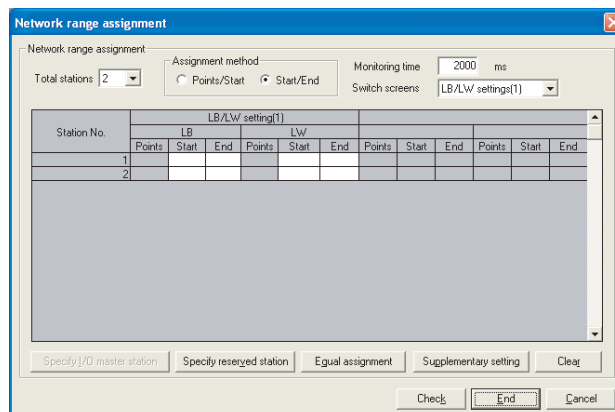 Network range assignment
Network range assignment
Total stations 2
Assignment method
Points/Start Start/End
Monitoring time 2000 ms
Switch screens LB/LW settings(1)
Station No. LB/LW setting(1)
LB LW
Points Start End Points Start End Points Start End Points Start End
1
2
Specify I/O master station Specify reserved station Equal assignment Supplementary setting Clear
Check End Cancel